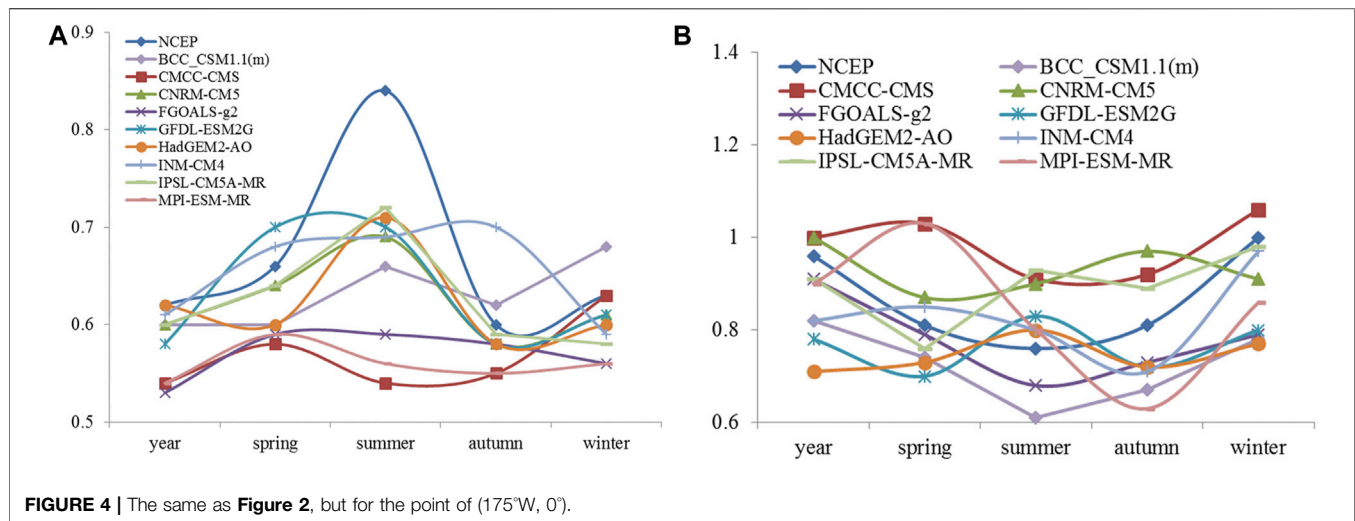 A
0.9
0.8
0.7
0.6
0.5
NCEP
BCC_CSM1.1(m)
CMCC-CMS
CNRM-CM5
FGOALS-g2
GFDL-ESM2G
HadGEM2-AO
INM-CM4
IPSL-CM5A-MR
MPI-ESM-MR
year spring summer autumn winter
B
1.4
1.2
1
0.8
0.6
NCEP BCC_CSM1.1(m)
CMCC-CMS CNRM-CM5
FGOALS-g2 GFDL-ESM2G
HadGEM2-AO INM-CM4
IPSL-CM5A-MR MPI-ESM-MR
year spring summer autumn winter
FIGURE 4 | The same as Figure 2, but for the point of (175°W, 0°).